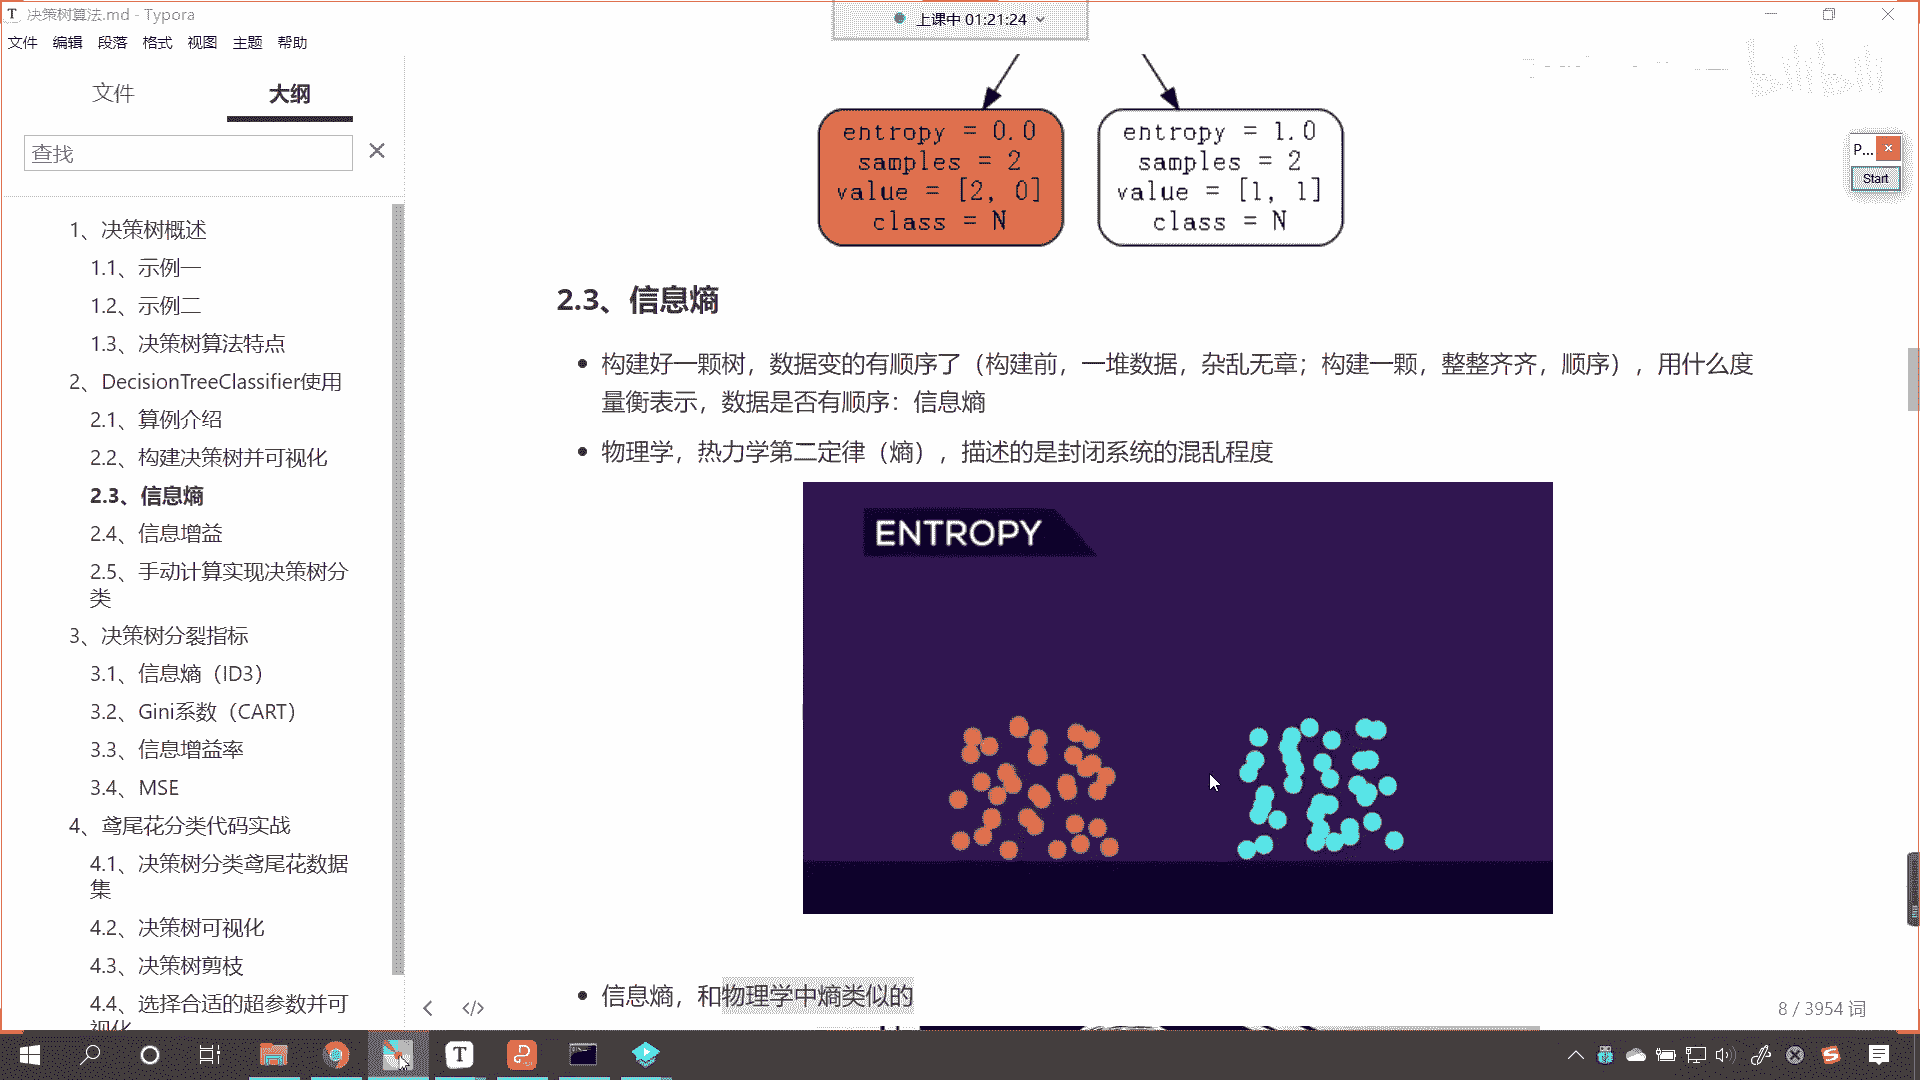 决策树算法.md - Typora
上课中 01:21:24
文件 编辑 段落 格式 视图 主题 帮助
bilibili
文件 大纲
查找
1、决策树概述
1.1、示例一
1.2、示例二
1.3、决策树算法特点
2、DecisionTreeClassifier使用
2.1、算例介绍
2.2、构建决策树并可视化
2.3、信息熵
2.4、信息增益
2.5、手动计算实现决策树分
类
3、决策树分裂指标
3.1、信息熵（ID3）
3.2、Gini系数（CART）
3.3、信息增益率
3.4、MSE
4、鸢尾花分类代码实战
4.1、决策树分类鸢尾花数据
集
4.2、决策树可视化
4.3、决策树剪枝
4.4、选择合适的超参数并可
视化
entropy = 0.0
samples = 2
value = [2, 0]
class = N
entropy = 1.0
samples = 2
value = [1, 1]
class = N
P...
Start
2.3、信息熵
构建好一颗树，数据变的有顺序了（构建前，一堆数据，杂乱无章；构建一颗，整整齐齐，顺序），用什么度
量衡表示，数据是否有顺序：信息熵
物理学，热力学第二定律（熵），描述的是封闭系统的混乱程度
ENTROPY
信息熵，和物理学中熵类似的
8 / 3954 词